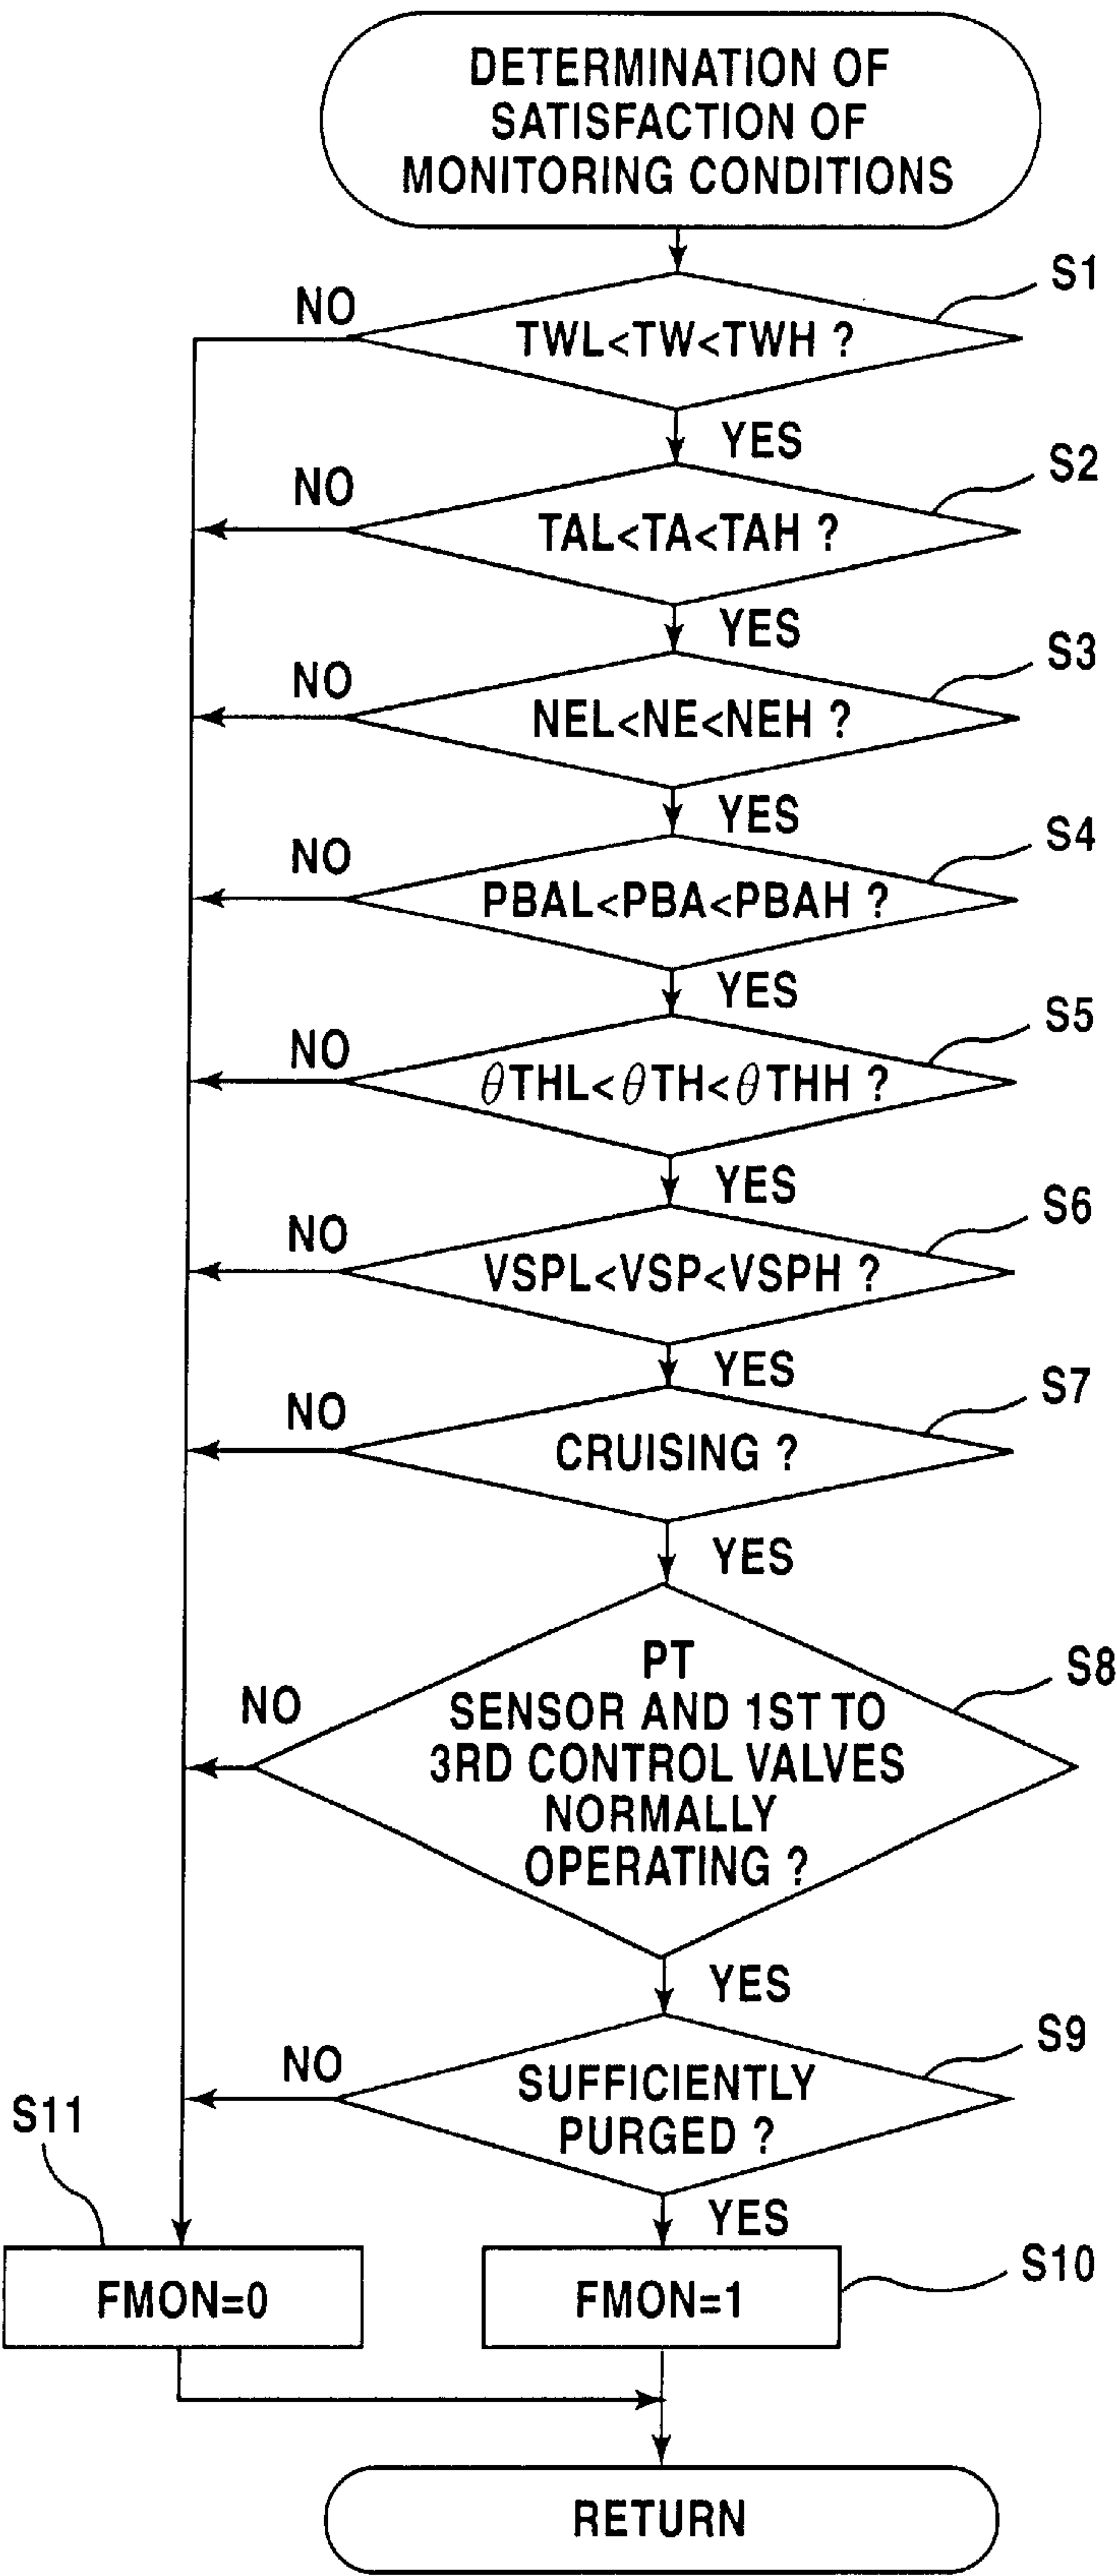 DETERMINATION OF
SATISFACTION OF
MONITORING CONDITIONS
S1
NO
TWL<TW<TWH ?
YES
S2
NO
TAL<TA<TAH ?
YES
S3
NO
NEL<NE<NEH ?
YES
S4
NO
PBAL<PBA<PBAH ?
YES
S5
NO
θTHL<θTH<θTHH ?
YES
S6
NO
VSPL<VSP<VSPH ?
YES
S7
NO
CRUISING ?
YES
S8
NO
PT
SENSOR AND 1ST TO
3RD CONTROL VALVES
NORMALLY
OPERATING ?
YES
S9
NO
SUFFICIENTLY
PURGED ?
S11
YES
FMON=0
FMON=1
S10
RETURN